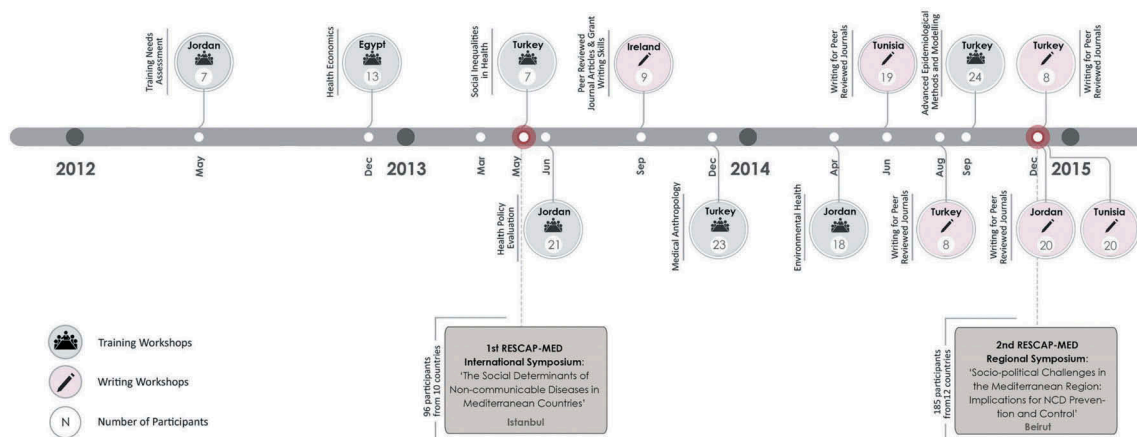 Training Needs
Assessment
Jordan
7
Health Economics
Egypt
13
Social Inequalities
in Health
Turkey
7
Peer Reviewed
Journal Articles & Grant
Writing Skills
Ireland
9
Writing for Peer
Reviewed Journals
Tunisia
19
Advanced Epidemiological
Methods and Modelling
Turkey
24
Turkey
8
Writing for Peer
Reviewed Journals
2012
May
Dec
2013
Mar
May
Jun
Sep
Dec
2014
Apr
Jun
Aug
Sep
Dec
2015
Health Policy
Evaluation
Jordan
21
Medical Anthropology
Turkey
23
Environmental Health
Jordan
18
Writing for Peer
Reviewed Journals
Turkey
8
Writing for Peer
Reviewed Journals
Jordan
20
Tunisia
20
Training Workshops
Writing Workshops
N
Number of Participants
96 participants
from 10 countries
1st RESCAP-MED
International Symposium:
'The Social Determinants of
Non-communicable Diseases in
Mediterranean Countries'
Istanbul
185 participants
from12 countries
2nd RESCAP-MED
Regional Symposium:
'Socio-political Challenges in
the Mediterranean Region:
Implications for NCD Preven-
tion and Control'
Beirut